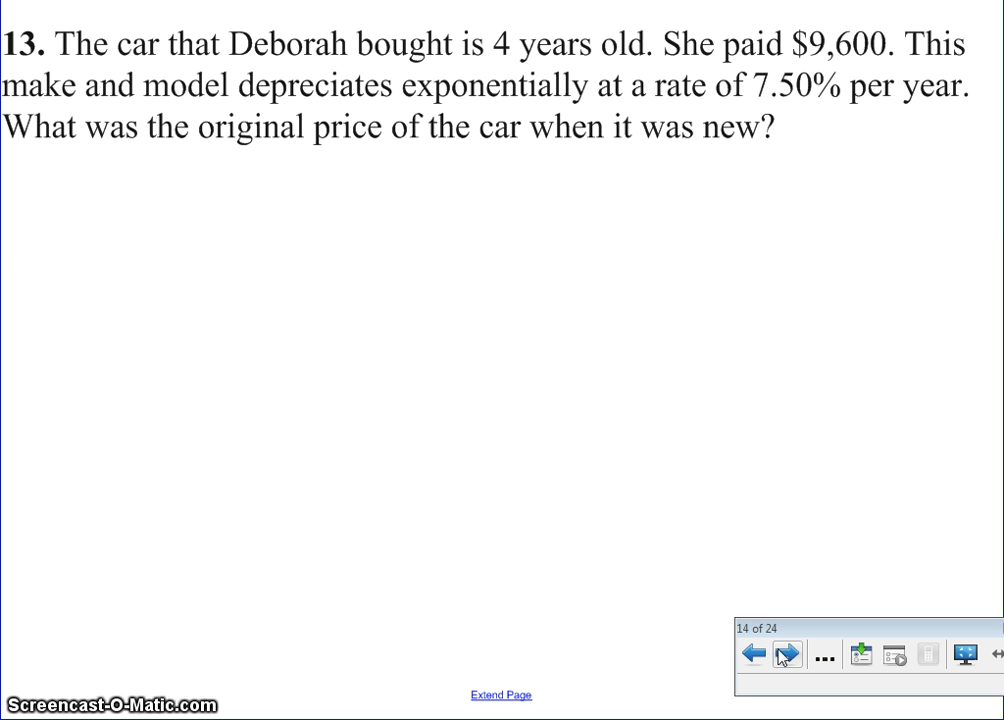 13. The car that Deborah bought is 4 years old. She paid $9,600. This
make and model depreciates exponentially at a rate of 7.50% per year.
What was the original price of the car when it was new?
14 of 24
Extend Page
Screencast-O-Matic.com